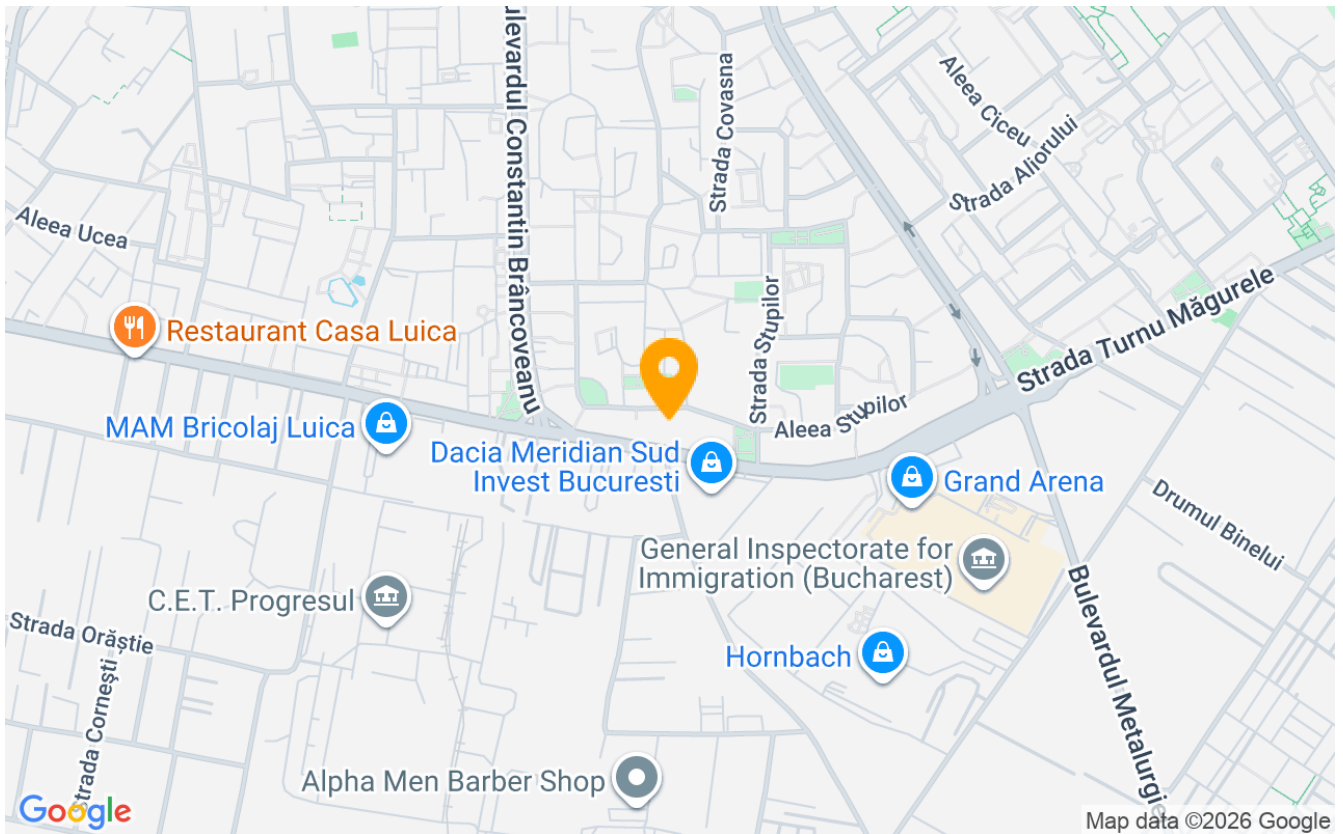 ulevardul Constantin Brâncoveanu
Strada Covasna
Aleea Ciceu
Strada Aliorului
Aleea Ucea
Strada Turnu Măgurele
Restaurant Casa Luica
Strada Stupilor
MAM Bricolaj Luica
Aleea Stupilor
Dacia Meridian Sud
Invest Bucuresti
Grand Arena
Drumul Binelui
General Inspectorate for
Immigration (Bucharest)
C.E.T. Progresul
Strada Orăștie
Hornbach
Bulevardul Metalurgie
Strada Cornești
Alpha Men Barber Shop
Google
Map data ©2026 Google